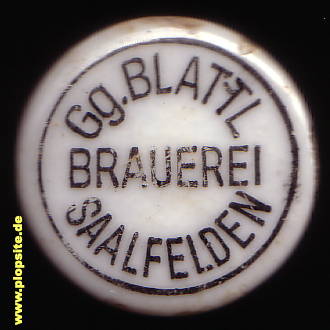 Gg. BLATTL
BRAUEREI
SAALFELDEN
www.plopsite.de